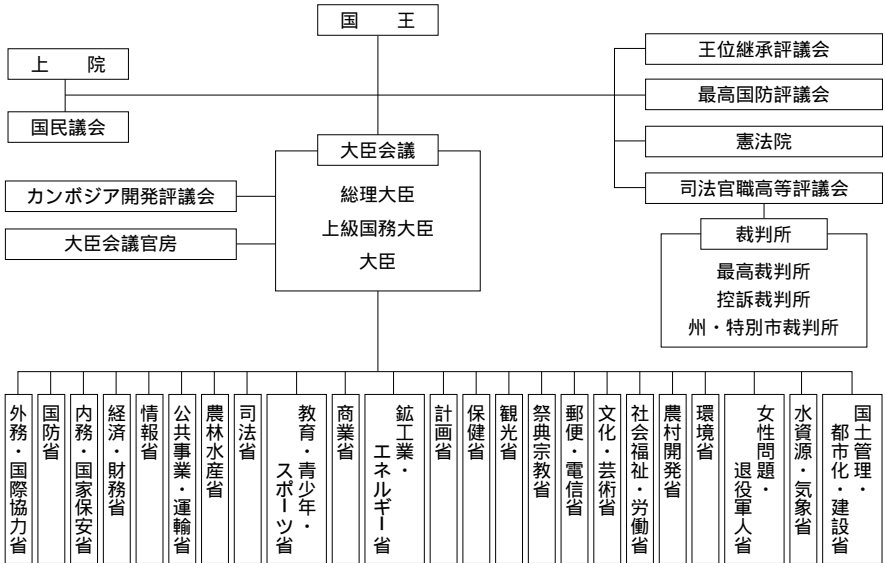 国　王
上　院
国民議会
王位継承評議会
最高国防評議会
憲法院
司法官職高等評議会
大臣会議
総理大臣
上級国務大臣
大臣
カンボジア開発評議会
大臣会議官房
裁判所
最高裁判所
控訴裁判所
州・特別市裁判所
外務・国際協力省
国防省
内務・国家保安省
経済・財務省
情報省
公共事業・運輸省
農林水産省
司法省
教育・青少年・
スポーツ省
商業省
鉱工業・
エネルギー省
計画省
保健省
観光省
祭典宗教省
郵便・電信省
文化・芸術省
社会福祉・労働省
農村開発省
環境省
女性問題・
退役軍人省
水資源・気象省
国土管理・
都市化・建設省